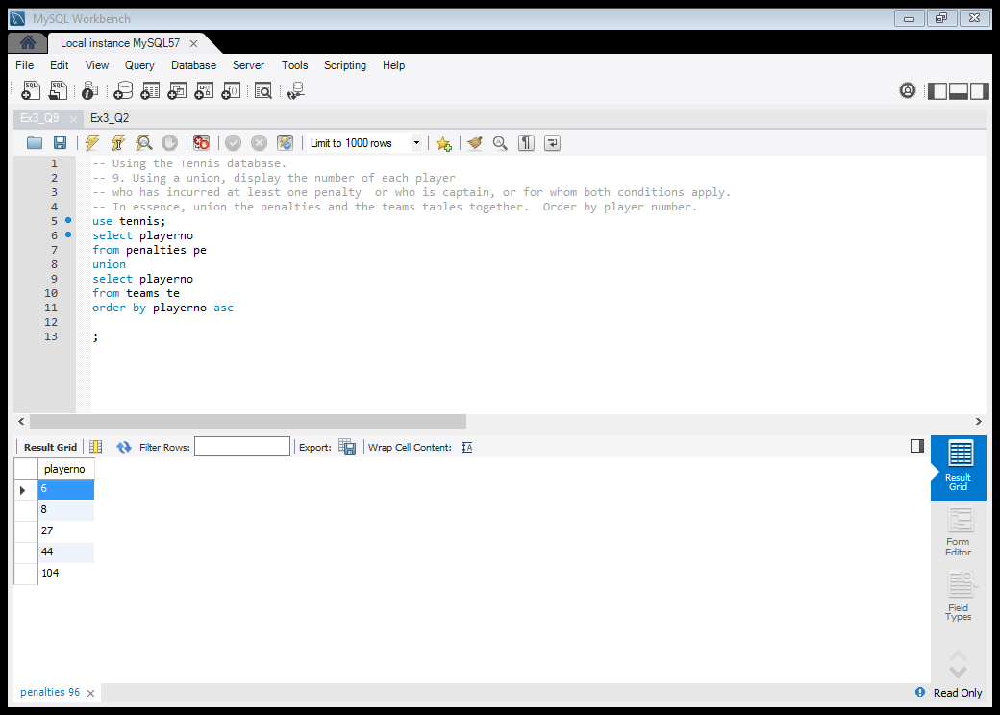 MySQL Workbench
Local instance MySQL57
File Edit View Query Database Server Tools Scripting Help
Ex3_Q9 Ex3_Q2
Limit to 1000 rows
1 -- Using the Tennis database.
2 -- 9. Using a union, display the number of each player
3 -- who has incurred at least one penalty  or who is captain, or for whom both conditions apply.
4 -- In essence, union the penalties and the teams tables together.  Order by player number.
5 use tennis;
6 select playerno
7 from penalties pe
8 union
9 select playerno
10 from teams te
11 order by playerno asc
12
13 ;
Result Grid Filter Rows: Export: Wrap Cell Content:
playerno
6
8
27
44
104
Result
Grid
Form
Editor
Field
Types
penalties 96
Read Only